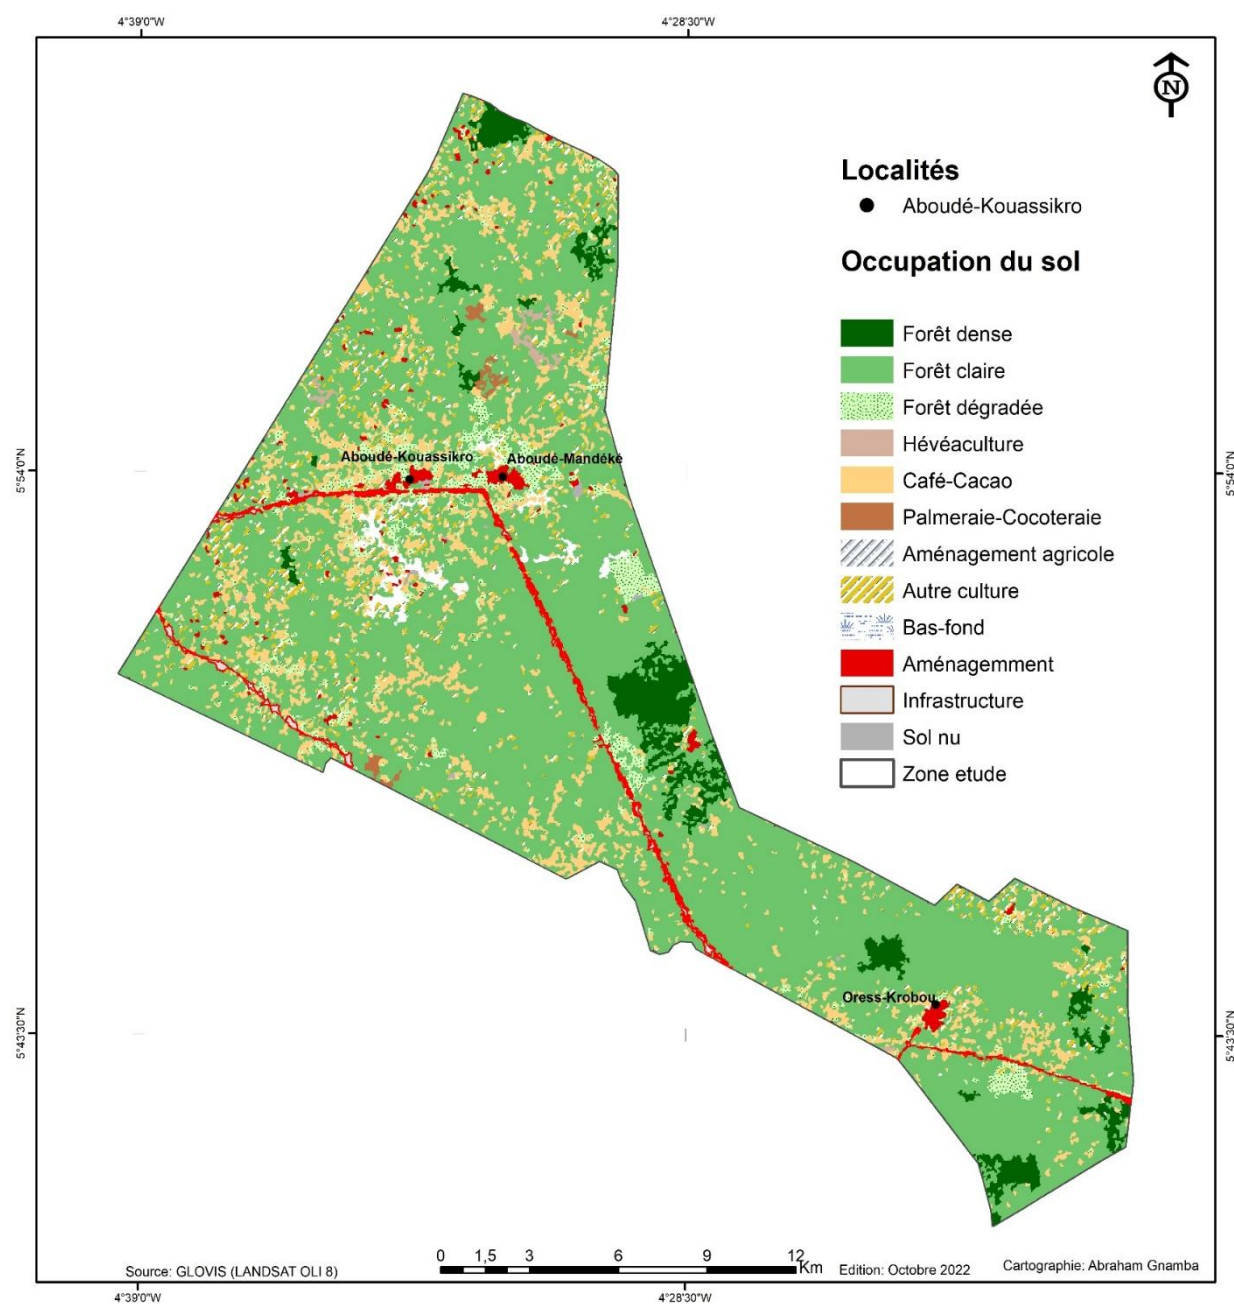 4°39'0"W
4°28'30"W
N
Localités
Aboudé-Kouassikro
Occupation du sol
Forêt dense
Forêt claire
Forêt dégradée
Hévéaculture
Café-Cacao
Palmeraie-Cocoteraie
Aménagement agricole
Autre culture
Bas-fond
Aménagemment
Infrastructure
Sol nu
Zone etude
Aboudé-Kouassikro
Aboudé-Mandéké
5°54'0"N
5°54'0"N
Oress-Krobou
5°43'30"N
5°43'30"N
0 1,5 3 6 9 12
Km
Source: GLOVIS (LANDSAT OLI 8)
Edition: Octobre 2022
Cartographie: Abraham Gnamba
4°39'0"W
4°28'30"W